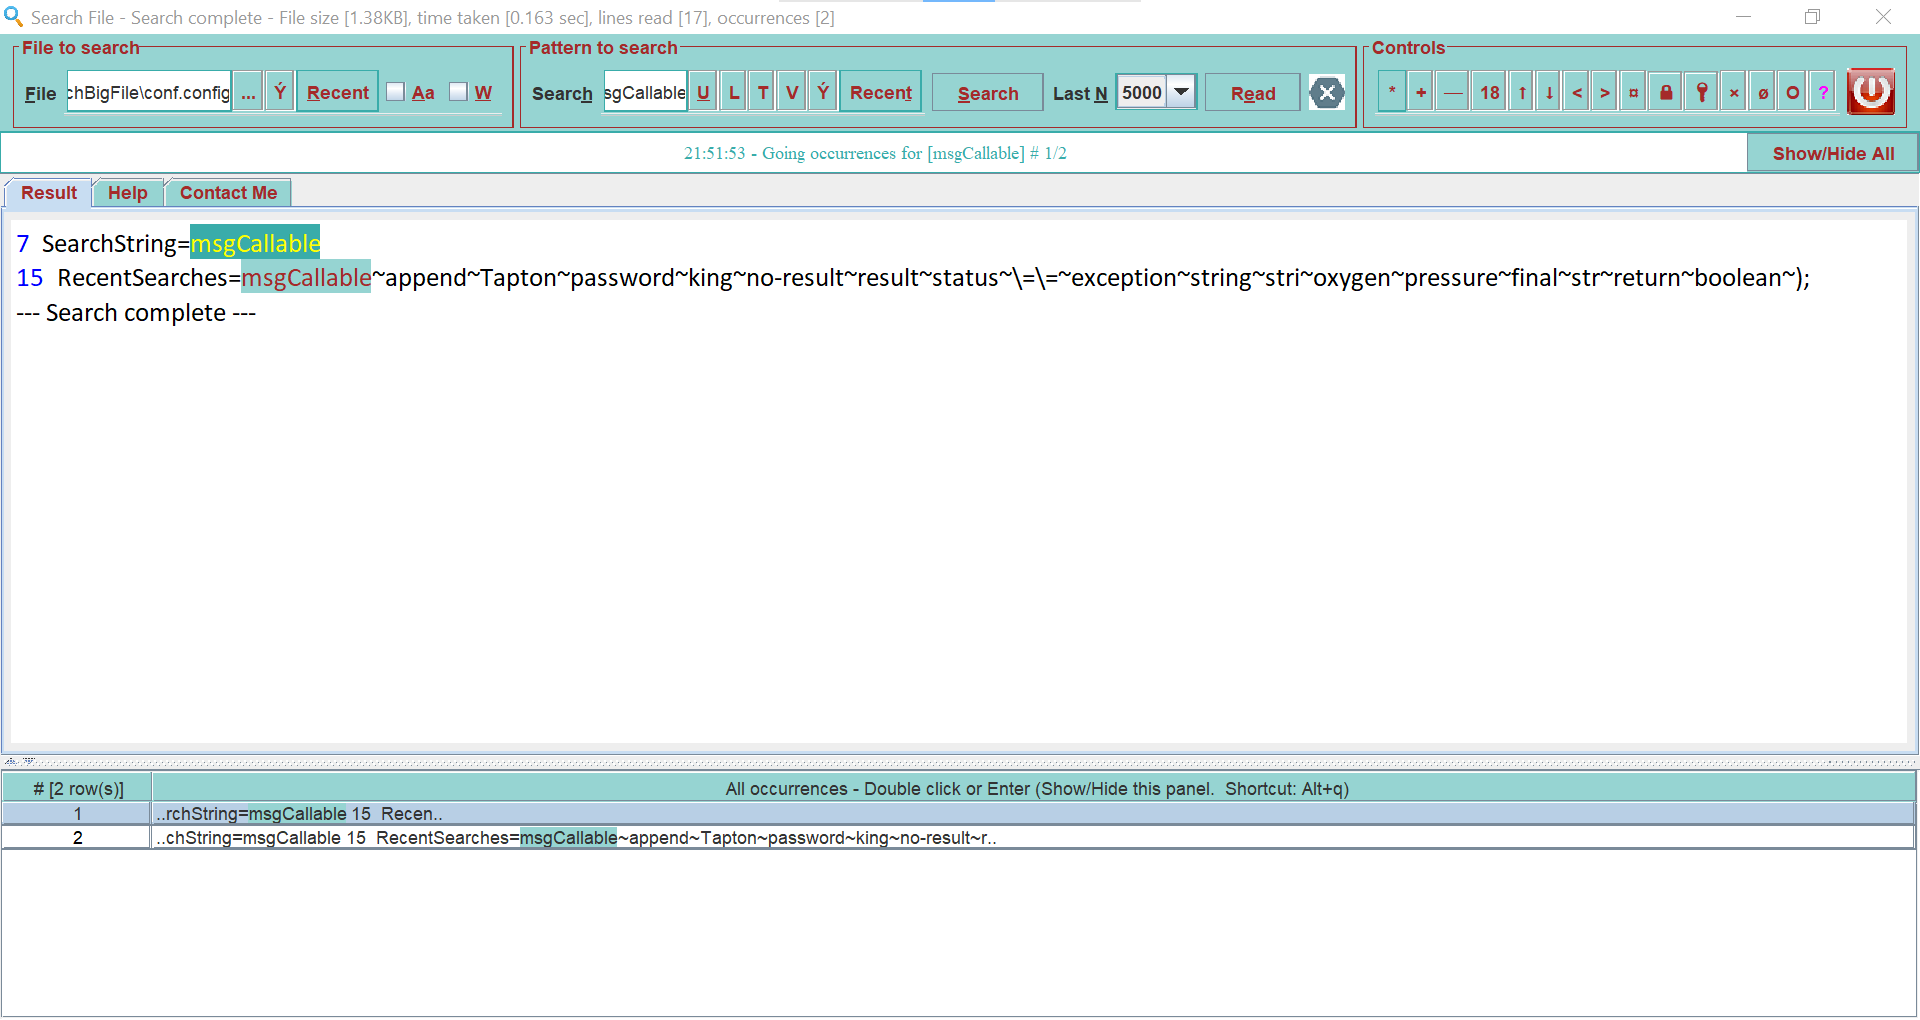 Search File - Search complete - File size [1.38KB], time taken [0.163 sec], lines read [17], occurrences [2]
File to search
Pattern to search
Controls
File chBigFile\conf.config ... Ý Recent Aa W
Search sgCallable U L T V Ý Recent Search Last N 5000 Read
* + — 18 ↑ ↓ < > ¤ × ø O ?
21:51:53 - Going occurrences for [msgCallable] # 1/2
Show/Hide All
Result Help Contact Me
7 SearchString=msgCallable
15 RecentSearches=msgCallable~append~Tapton~password~king~no-result~result~status~\=\=~exception~string~stri~oxygen~pressure~final~str~return~boolean~);
--- Search complete ---
# [2 row(s)] All occurrences - Double click or Enter (Show/Hide this panel. Shortcut: Alt+q)
1 ..rchString=msgCallable 15 Recen..
2 ..chString=msgCallable 15 RecentSearches=msgCallable~append~Tapton~password~king~no-result~r..